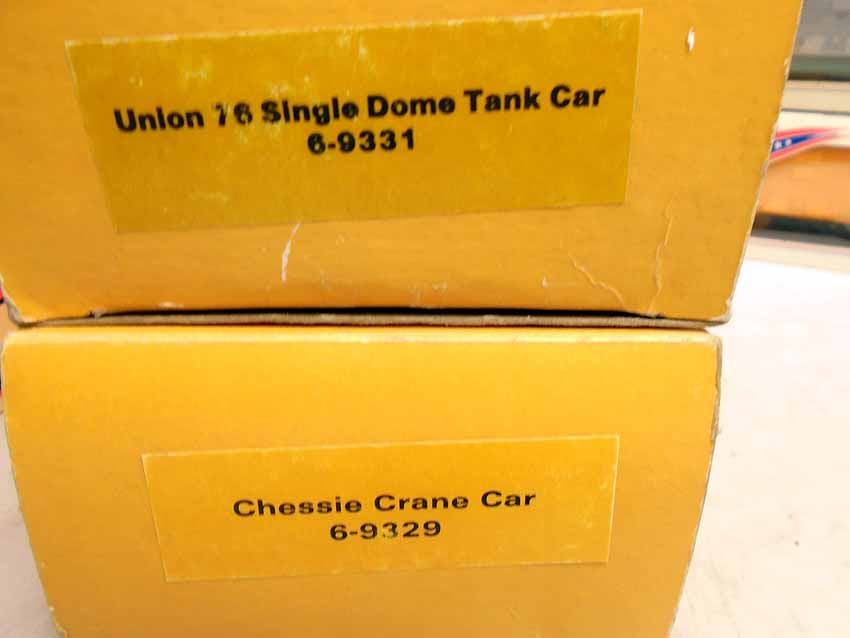 Union 76 Single Dome Tank Car
6-9331
Chessie Crane Car
6-9329